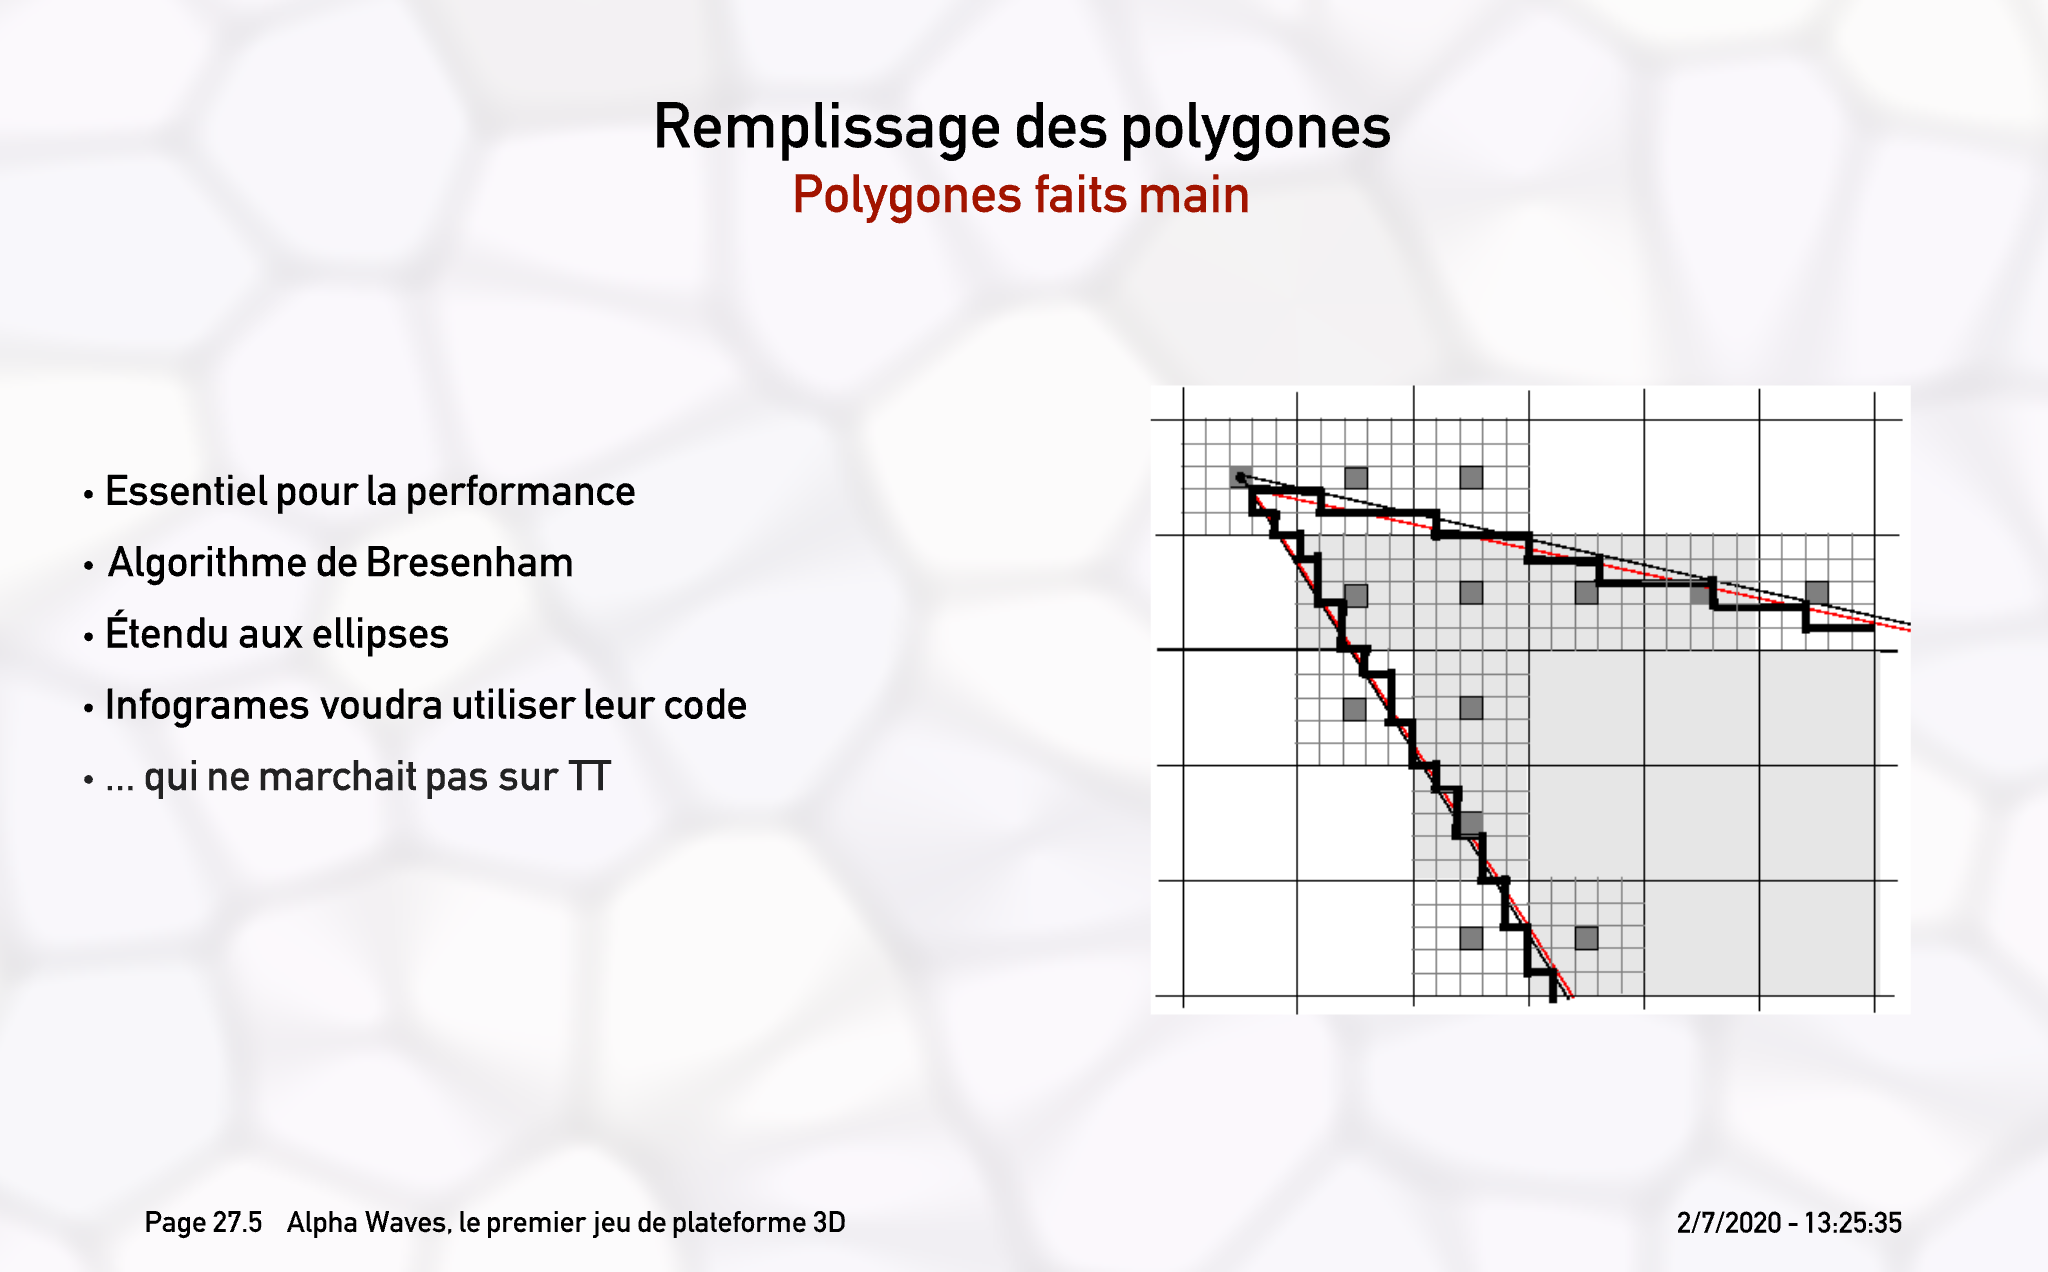 Remplissage des polygones
Polygones faits main
• Essentiel pour la performance
• Algorithme de Bresenham
• Étendu aux ellipses
• Infogrames voudra utiliser leur code
• ... qui ne marchait pas sur TT
Page 27.5 Alpha Waves, le premier jeu de plateforme 3D
2/7/2020 - 13:25:35